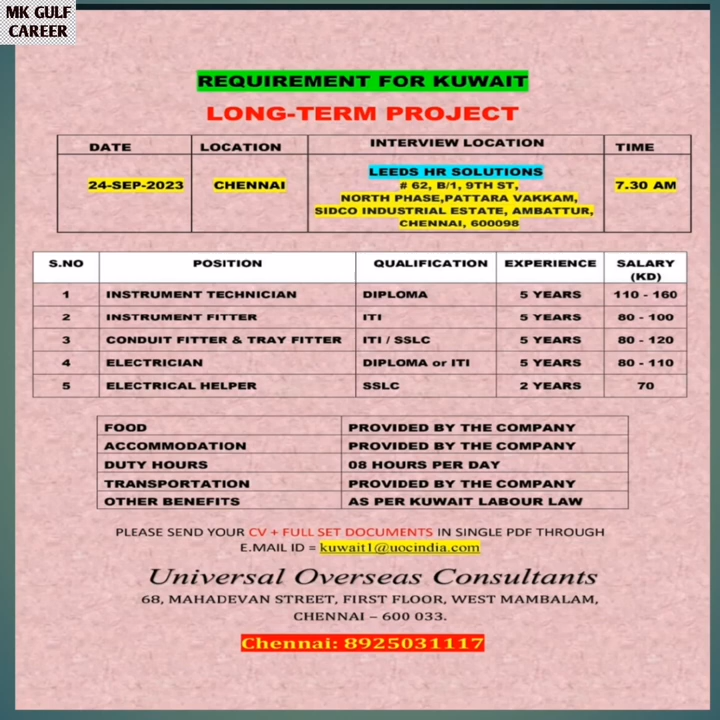 MK GULF
CAREER
REQUIREMENT FOR KUWAIT
LONG-TERM PROJECT
DATE LOCATION INTERVIEW LOCATION TIME
24-SEP-2023 CHENNAI LEEDS HR SOLUTIONS 7.30 AM
# 62, B/1, 9TH ST,
NORTH PHASE,PATTARA VAKKAM,
SIDCO INDUSTRIAL ESTATE, AMBATTUR,
CHENNAI, 600098
S.NO POSITION QUALIFICATION EXPERIENCE SALARY
(KD)
1 INSTRUMENT TECHNICIAN DIPLOMA 5 YEARS 110 - 160
2 INSTRUMENT FITTER ITI 5 YEARS 80 - 100
3 CONDUIT FITTER & TRAY FITTER ITI / SSLC 5 YEARS 80 - 120
4 ELECTRICIAN DIPLOMA or ITI 5 YEARS 80 - 110
5 ELECTRICAL HELPER SSLC 2 YEARS 70
FOOD PROVIDED BY THE COMPANY
ACCOMMODATION PROVIDED BY THE COMPANY
DUTY HOURS 08 HOURS PER DAY
TRANSPORTATION PROVIDED BY THE COMPANY
OTHER BENEFITS AS PER KUWAIT LABOUR LAW
PLEASE SEND YOUR CV + FULL SET DOCUMENTS IN SINGLE PDF THROUGH
E.MAIL ID = kuwait1@uocindia.com
Universal Overseas Consultants
68, MAHADEVAN STREET, FIRST FLOOR, WEST MAMBALAM,
CHENNAI – 600 033.
Chennai: 8925031117